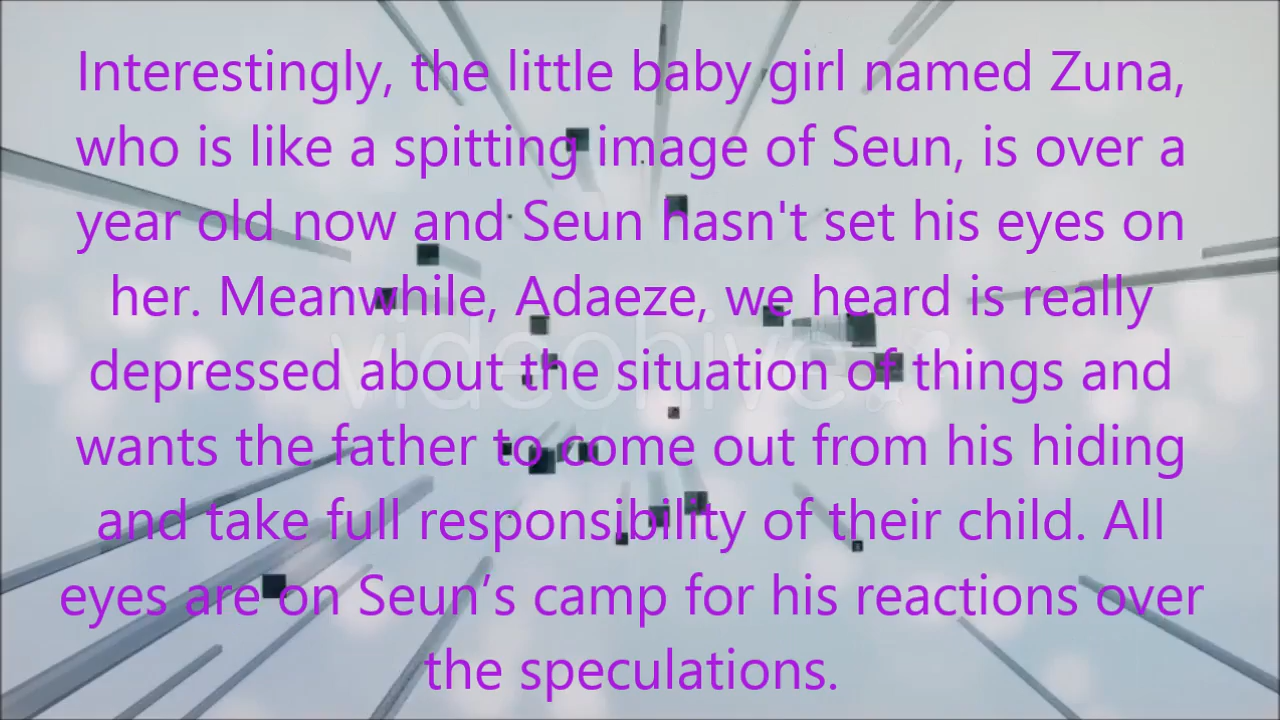 Interestingly, the little baby girl named Zuna,
who is like a spitting image of Seun, is over a
year old now and Seun hasn't set his eyes on
her. Meanwhile, Adaeze, we heard is really
videohive
depressed about the situation of things and
wants the father to come out from his hiding
and take full responsibility of their child. All
eyes are on Seun’s camp for his reactions over
the speculations.